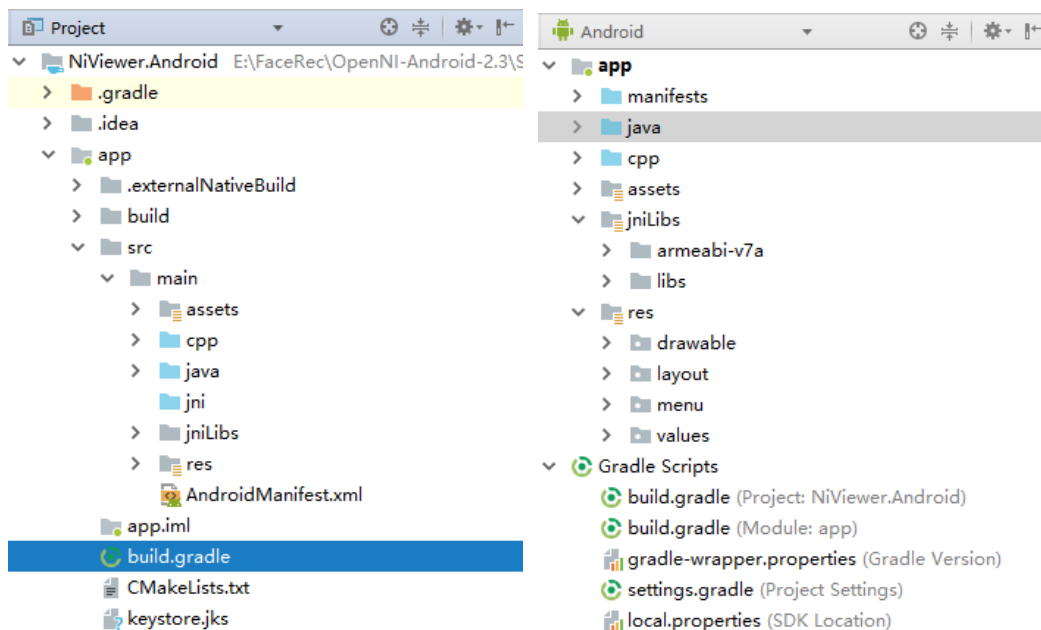 Project
NiViewer.Android E:\FaceRec\OpenNI-Android-2.3\S
.gradle
.idea
app
.externalNativeBuild
build
src
main
assets
cpp
java
jni
jniLibs
res
AndroidManifest.xml
app.iml
build.gradle
CMakeLists.txt
keystore.jks
Android
app
manifests
java
cpp
assets
jniLibs
armeabi-v7a
libs
res
drawable
layout
menu
values
Gradle Scripts
build.gradle (Project: NiViewer.Android)
build.gradle (Module: app)
gradle-wrapper.properties (Gradle Version)
settings.gradle (Project Settings)
local.properties (SDK Location)